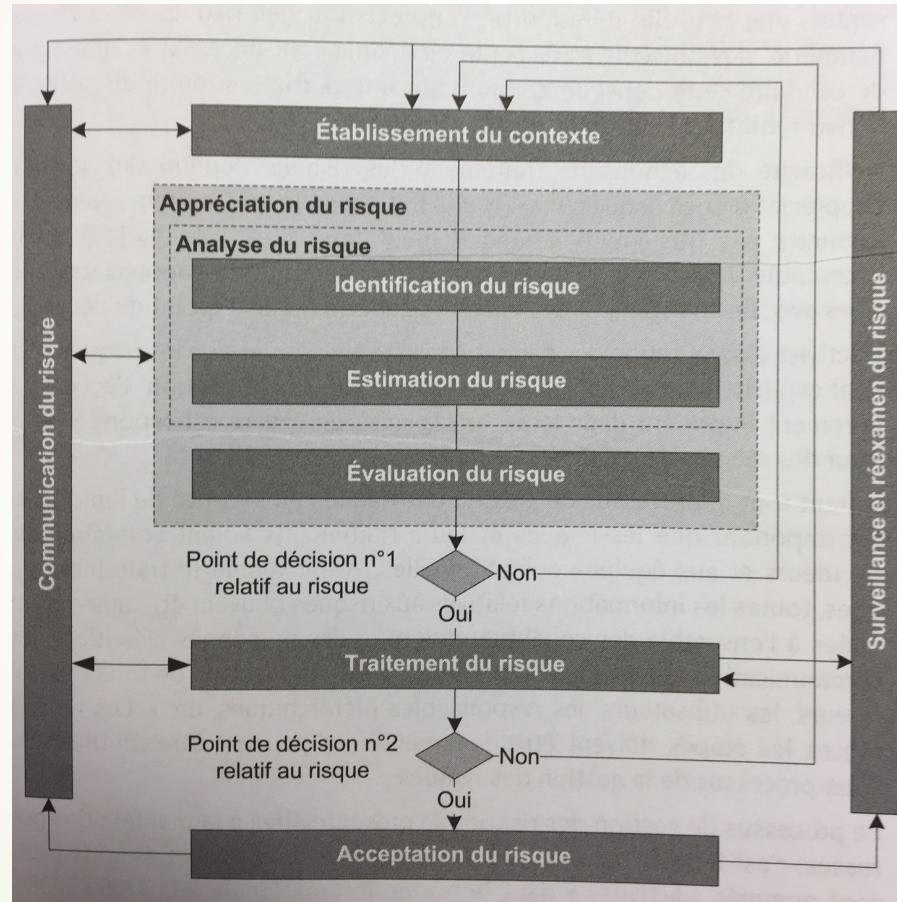 Établissement du contexte
Appréciation du risque
Analyse du risque
Identification du risque
Estimation du risque
Évaluation du risque
Communication du risque
Surveillance et réexamen du risque
Point de décision n°1
relatif au risque
Non
Oui
Traitement du risque
Point de décision n°2
relatif au risque
Non
Oui
Acceptation du risque